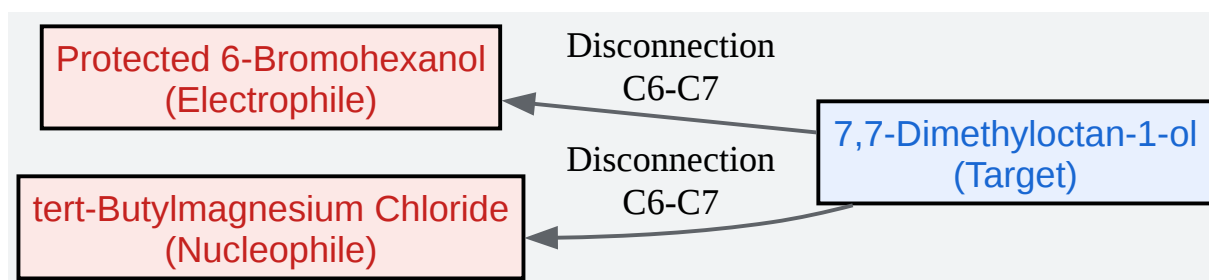 Protected 6-Bromohexanol
(Electrophile)
Disconnection
C6-C7
7,7-Dimethyloctan-1-ol
(Target)
Disconnection
C6-C7
tert-Butylmagnesium Chloride
(Nucleophile)